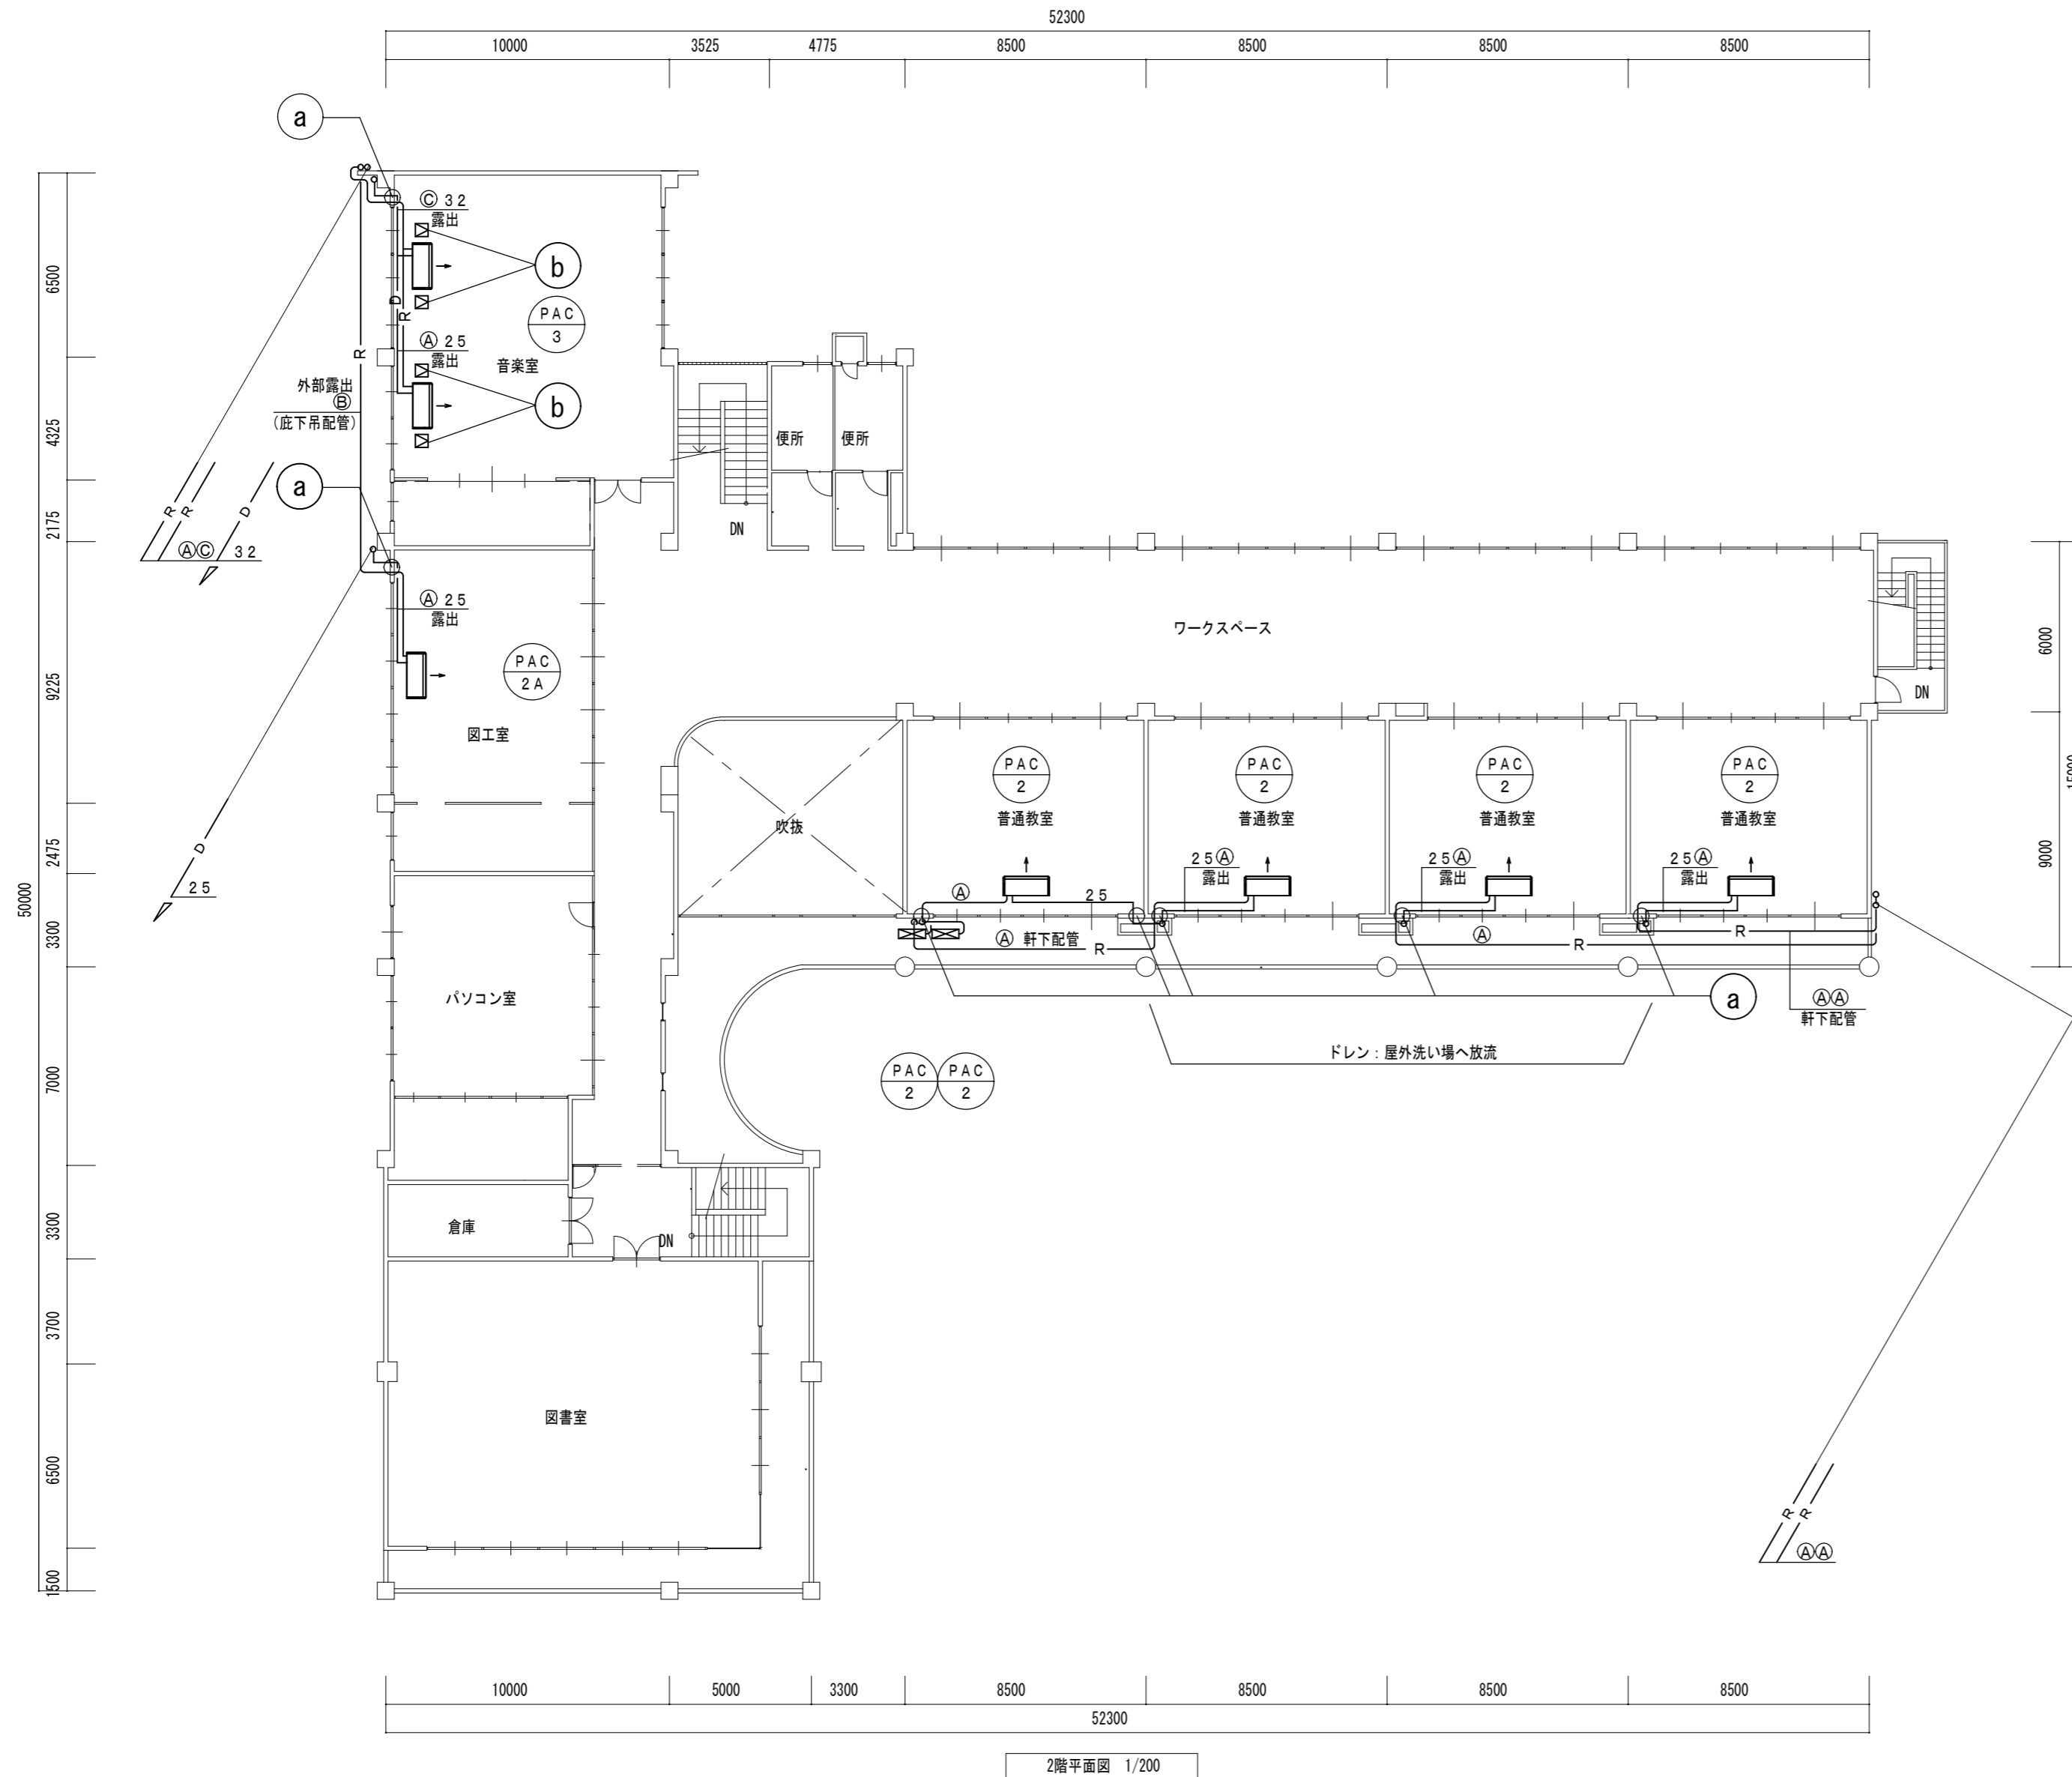 52300
10000 3525 4775 8500 8500 8500 8500
a
Ⓒ 32
露出
b
6500
D
R
PAC
3
Ⓐ 25
露出
音楽室
R
外部露出
Ⓑ
(庇下吊配管)
b
4325
便所 便所
a
R
R
D
2175
DN
ⒶⒸ 32
Ⓐ 25
露出
ワークスペース
6000
PAC
2A
9225
DN
図工室
PAC
2
PAC
2
PAC
2
PAC
2
普通教室 普通教室 普通教室 普通教室
吹抜
D
2475
25Ⓐ
露出
25Ⓐ
露出
25Ⓐ
露出
9000
25
Ⓐ
25
50000
3300
Ⓐ 軒下配管
R
Ⓐ
R
R
パソコン室
a
ⒶⒶ
軒下配管
ドレン：屋外洗い場へ放流
7000
PAC
2
PAC
2
3300
倉庫
DN
3700
図書室
6500
R
R
ⒶⒶ
1500
10000 5000 3300 8500 8500 8500 8500
52300
2階平面図 1/200